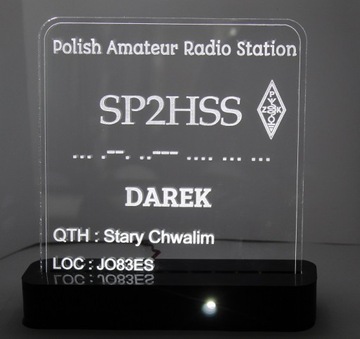 Polish Amateur Radio Station
SP2HSS
P
Z S K
O
... .--. ..--- .... ... ...
DAREK
QTH : Stary Chwalim
LOC : JO83ES